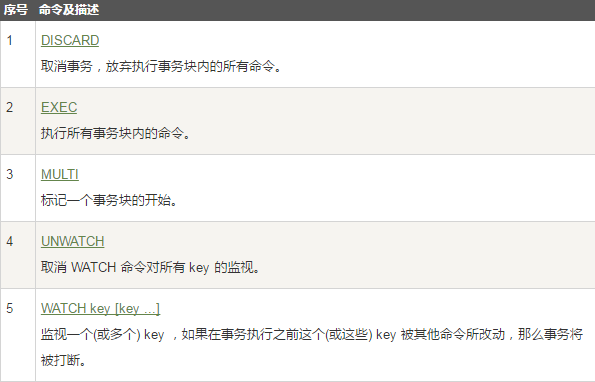 序号 命令及描述
1 DISCARD
取消事务，放弃执行事务块内的所有命令。
2 EXEC
执行所有事务块内的命令。
3 MULTI
标记一个事务块的开始。
4 UNWATCH
取消 WATCH 命令对所有 key 的监视。
5 WATCH key [key ...]
监视一个(或多个) key ，如果在事务执行之前这个(或这些) key 被其他命令所改动，那么事务将
被打断。